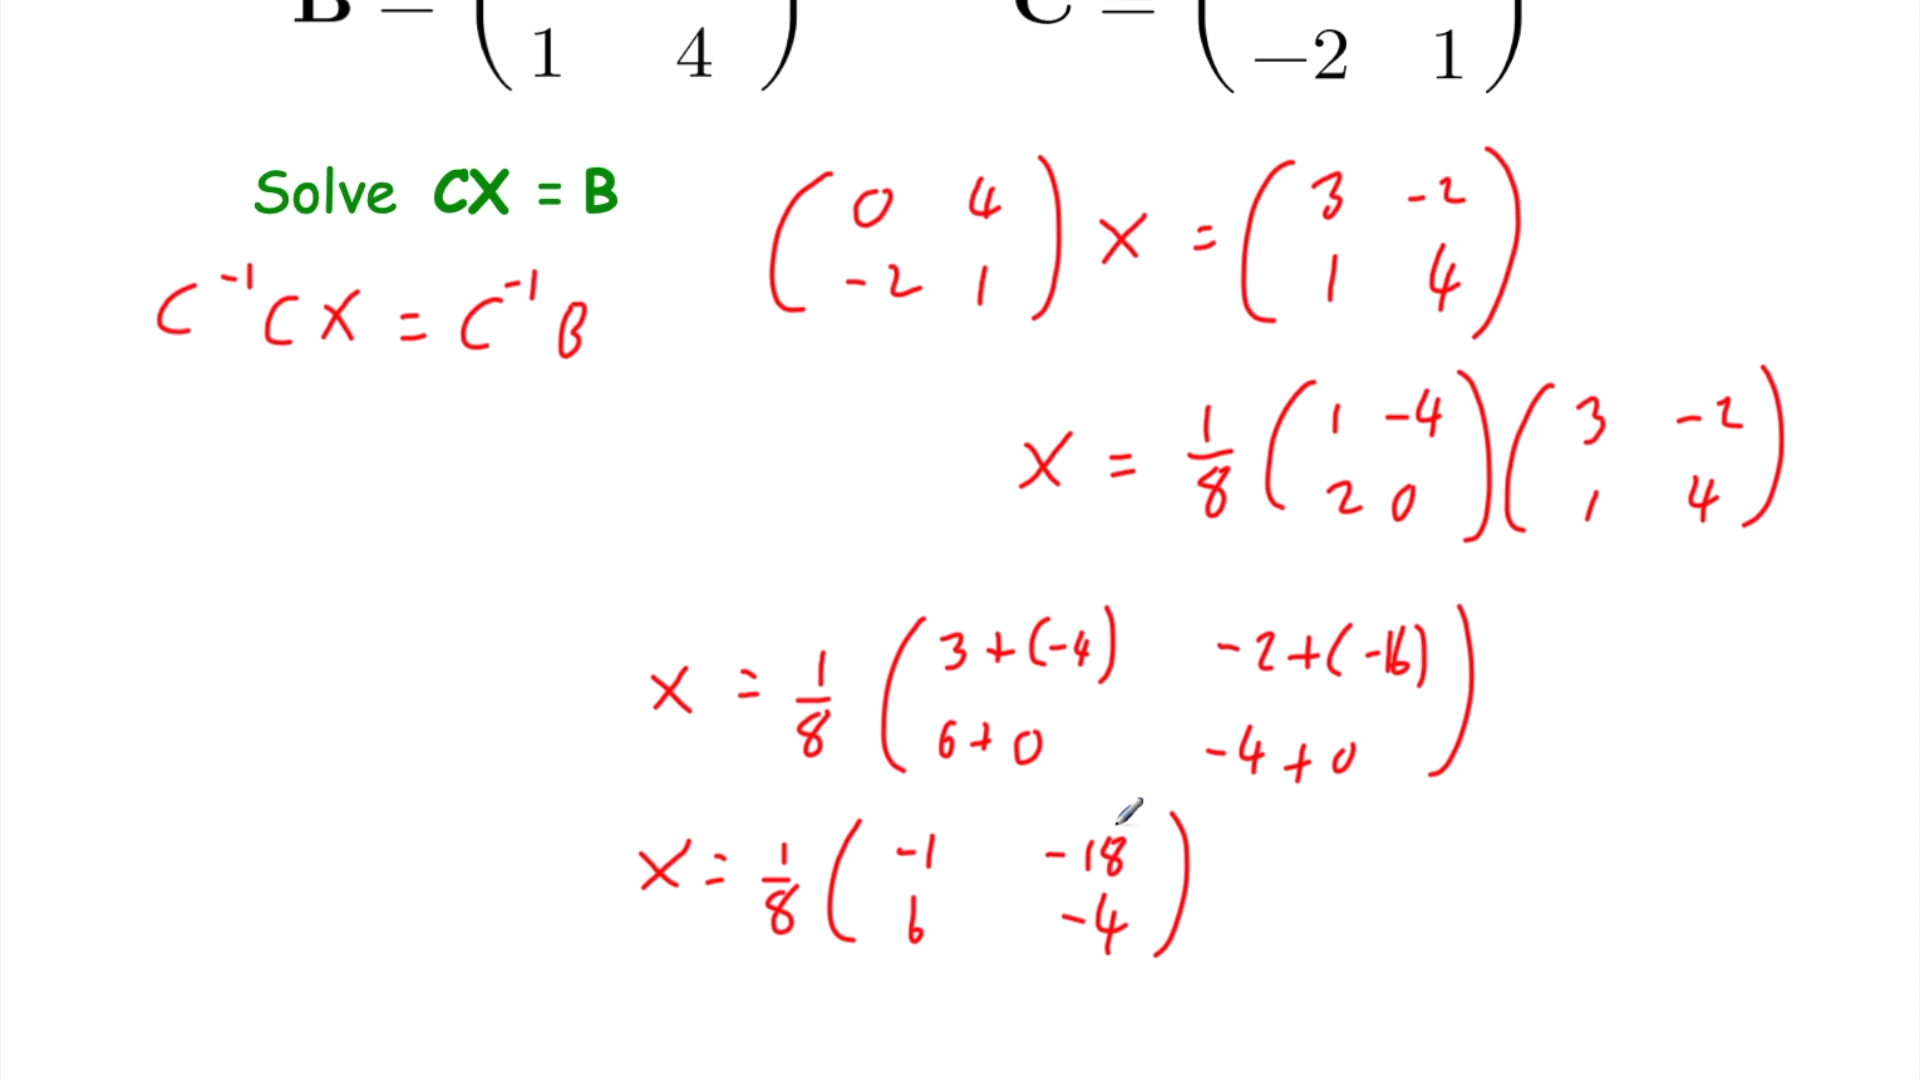 B = ( 1 4 ) C = ( -2 1 )
Solve CX = B
( 0 4 -2 1 ) X = ( 3 -2 1 4 )
C⁻¹ C X = C⁻¹ B
X = 1/8 ( 1 -4 2 0 ) ( 3 -2 1 4 )
X = 1/8 ( 3+(-4) -2+(-16) 6+0 -4+0 )
X = 1/8 ( -1 -18 6 -4 )